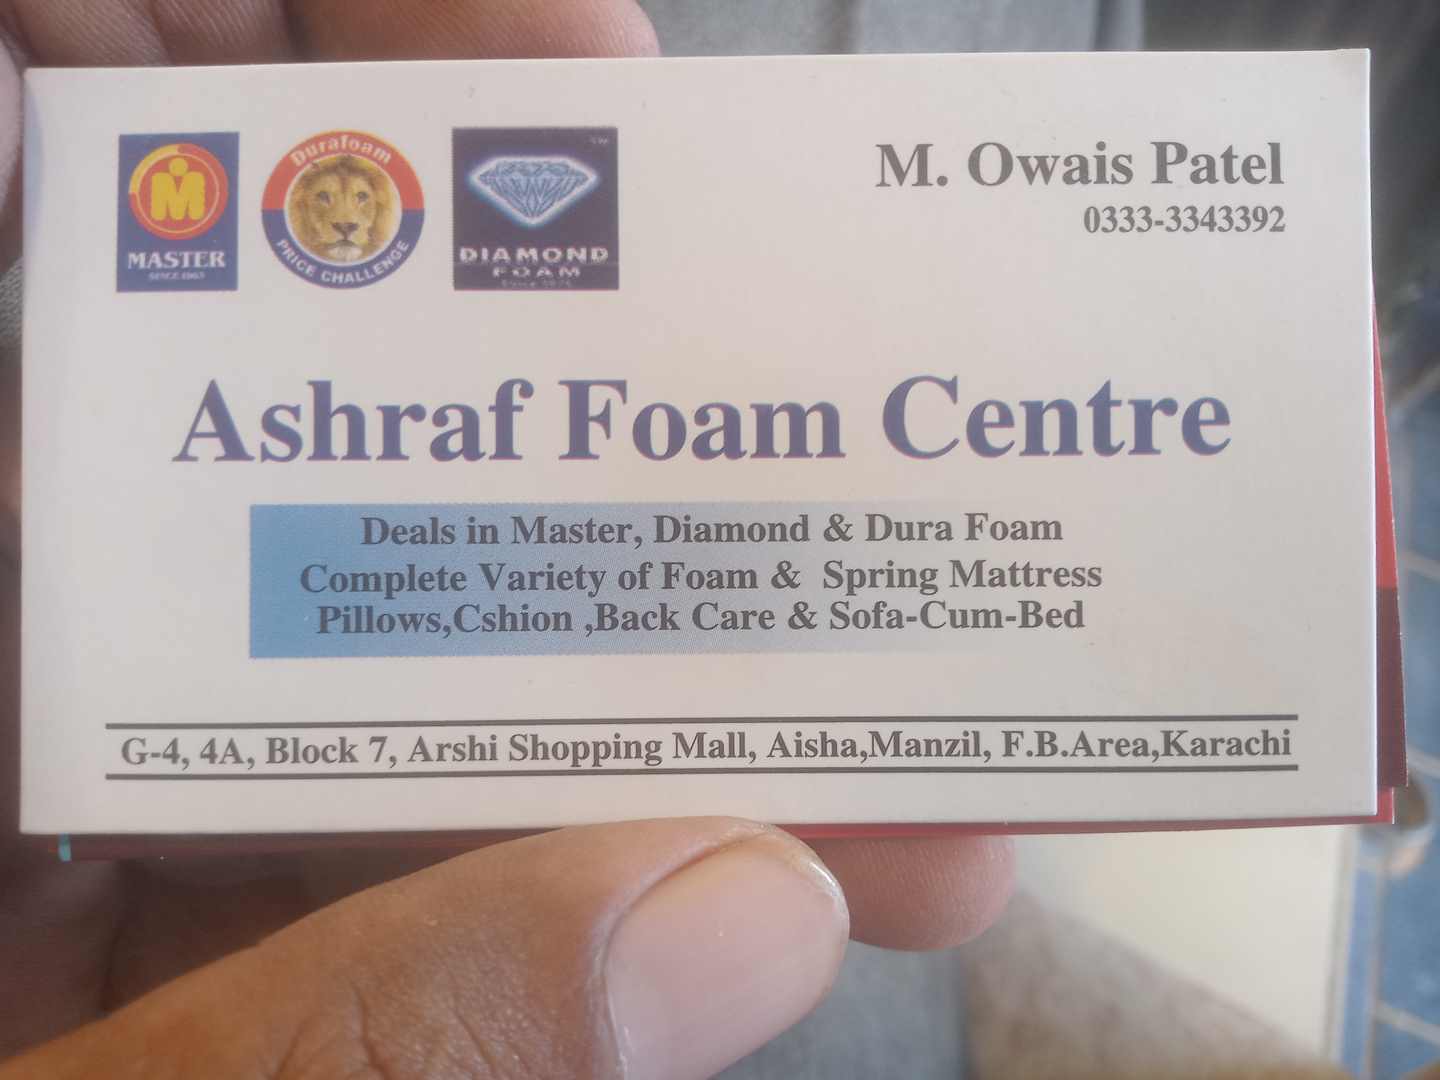 MASTER
SINCE 1963
Durafoam
PRICE CHALLENGE
DIAMOND
FOAM
M. Owais Patel
0333-3343392
Ashraf Foam Centre
Deals in Master, Diamond & Dura Foam
Complete Variety of Foam & Spring Mattress
Pillows,Cshion ,Back Care & Sofa-Cum-Bed
G-4, 4A, Block 7, Arshi Shopping Mall, Aisha,Manzil, F.B.Area,Karachi